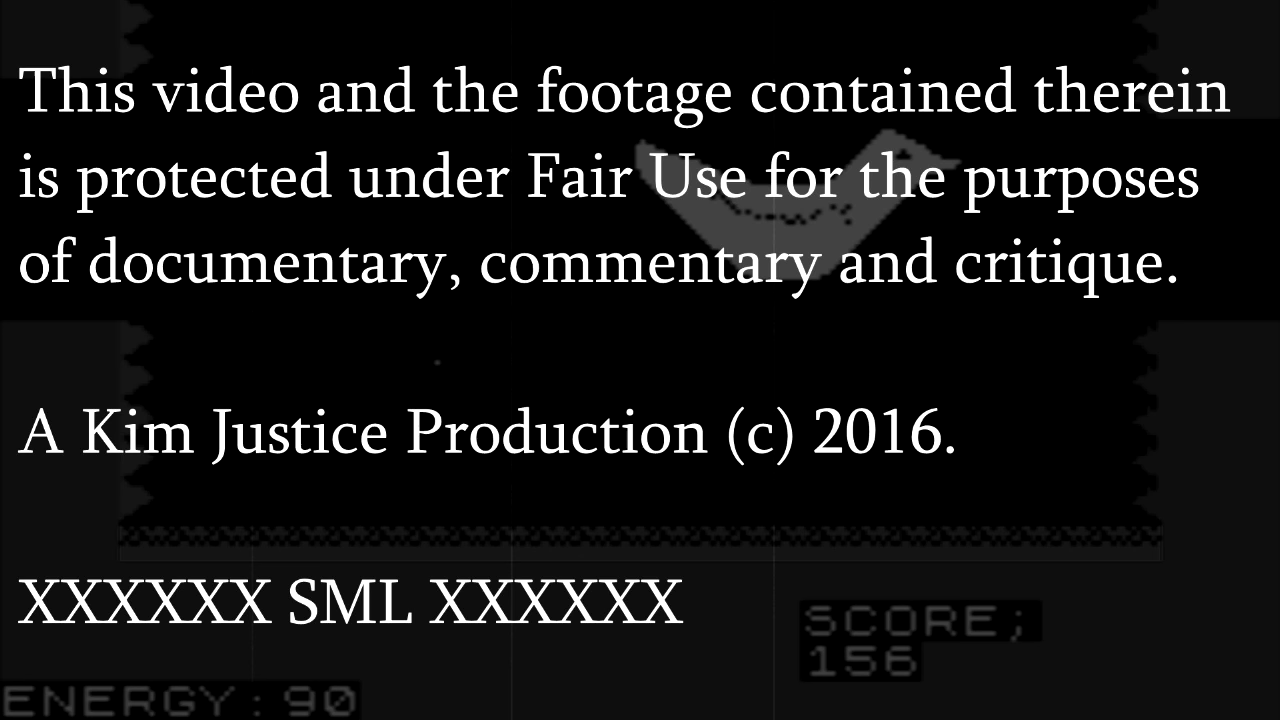 This video and the footage contained therein
is protected under Fair Use for the purposes
of documentary, commentary and critique.
A Kim Justice Production (c) 2016.
XXXXXX SML XXXXXX
SCORE;
156
ENERGY:90